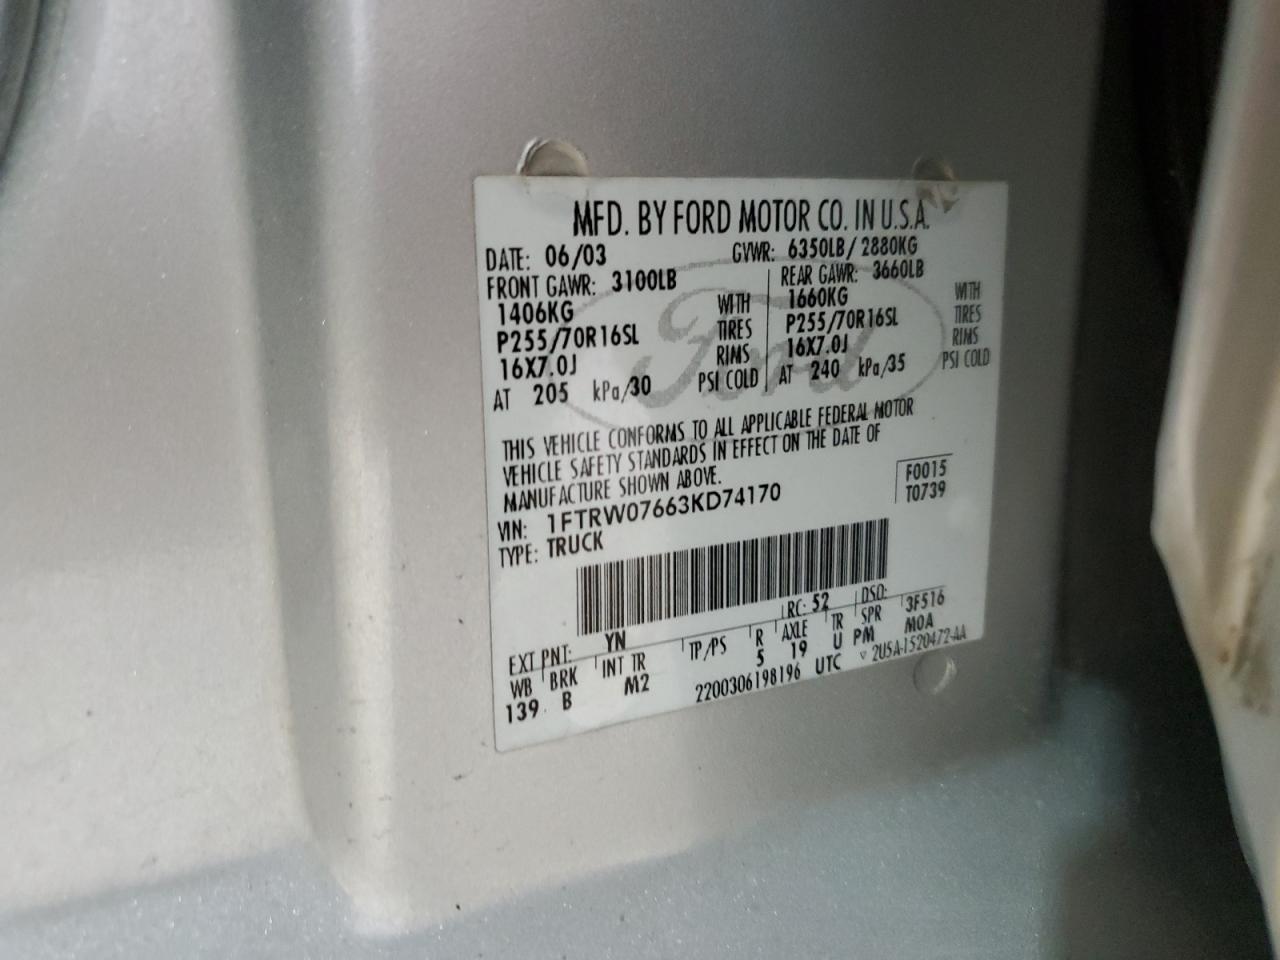 MFD. BY FORD MOTOR CO. IN U.S.A.
DATE: 06/03 GVWR: 6350LB/ 2880KG
FRONT GAWR: 3100LB REAR GAWR: 3660LB
1406KG WITH 1660KG WITH
P255/70R16SL TIRES P255/70R16SL TIRES
16X7.0J RIMS 16X7.0J RIMS
AT 205 kPa/30 PSI COLD AT 240 kPa/35 PSI COLD
Ford
THIS VEHICLE CONFORMS TO ALL APPLICABLE FEDERAL MOTOR
VEHICLE SAFETY STANDARDS IN EFFECT ON THE DATE OF
MANUFACTURE SHOWN ABOVE.
F0015
VIN: 1FTRW07663KD74170 T0739
TYPE: TRUCK
EXT PNT: YN RC: 52 DSO: 3F516
WB BRK INT TR TP/PS R AXLE TR SPR M0A
139 B M2 5 19 U PM
2200306198196 UTC ▿ 2U5A-1520472-AA